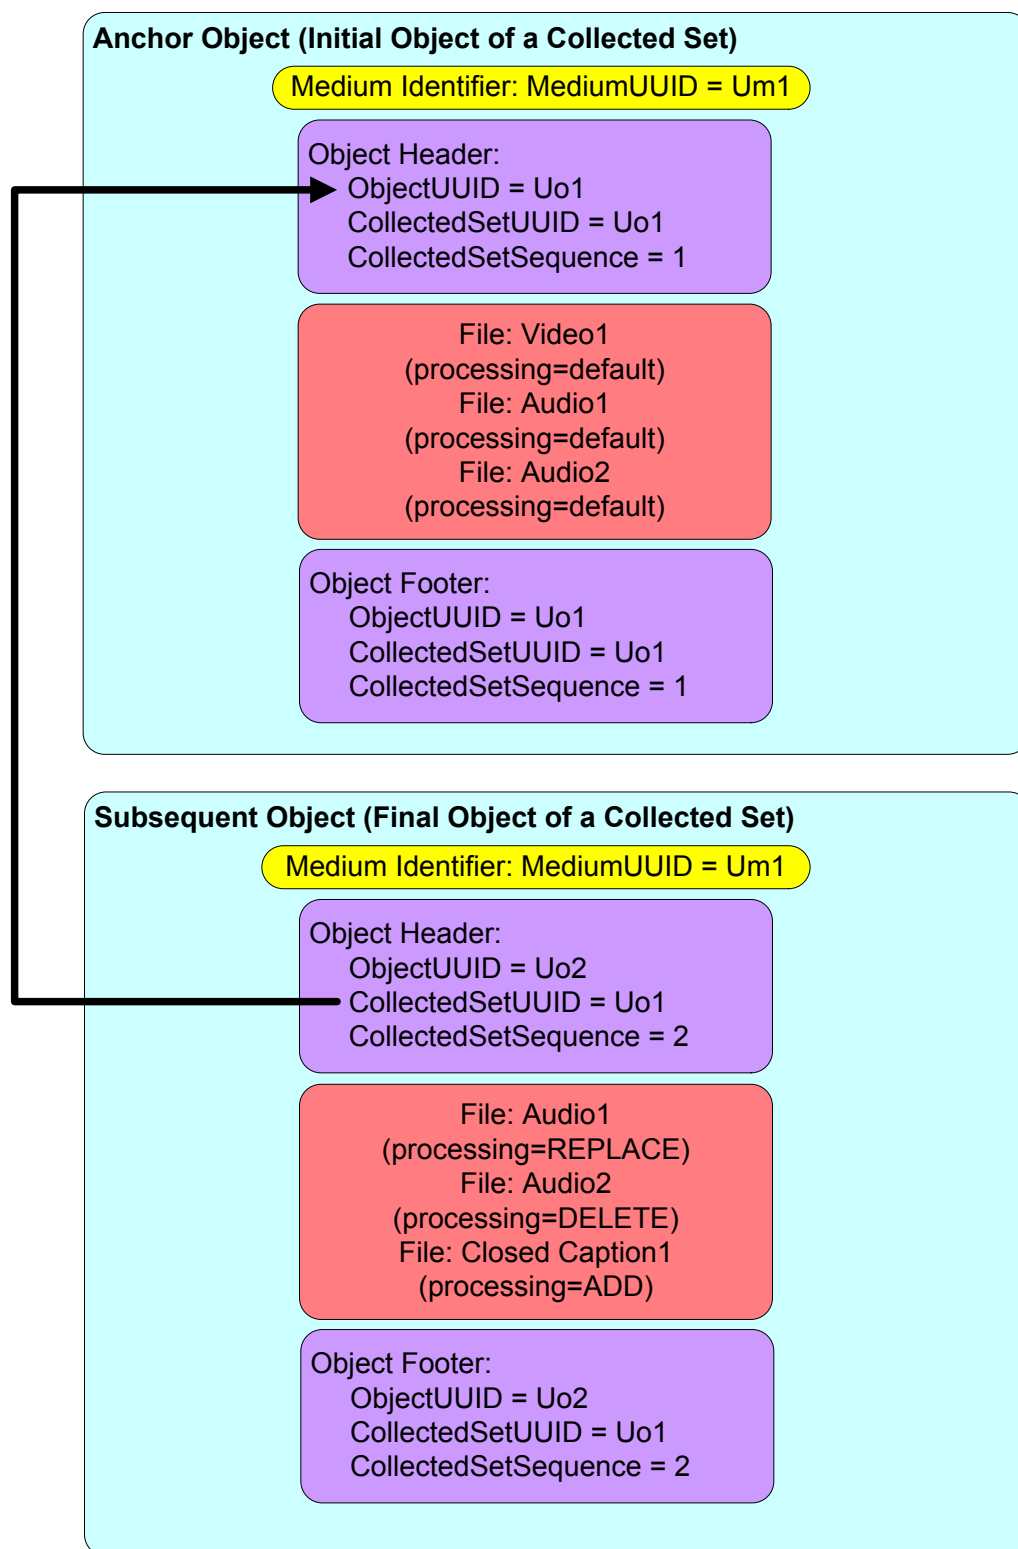 Anchor Object (Initial Object of a Collected Set)
Medium Identifier: MediumUUID = Um1
Object Header:
ObjectUUID = Uo1
CollectedSetUUID = Uo1
CollectedSetSequence = 1
File: Video1
(processing=default)
File: Audio1
(processing=default)
File: Audio2
(processing=default)
Object Footer:
ObjectUUID = Uo1
CollectedSetUUID = Uo1
CollectedSetSequence = 1
Subsequent Object (Final Object of a Collected Set)
Medium Identifier: MediumUUID = Um1
Object Header:
ObjectUUID = Uo2
CollectedSetUUID = Uo1
CollectedSetSequence = 2
File: Audio1
(processing=REPLACE)
File: Audio2
(processing=DELETE)
File: Closed Caption1
(processing=ADD)
Object Footer:
ObjectUUID = Uo2
CollectedSetUUID = Uo1
CollectedSetSequence = 2